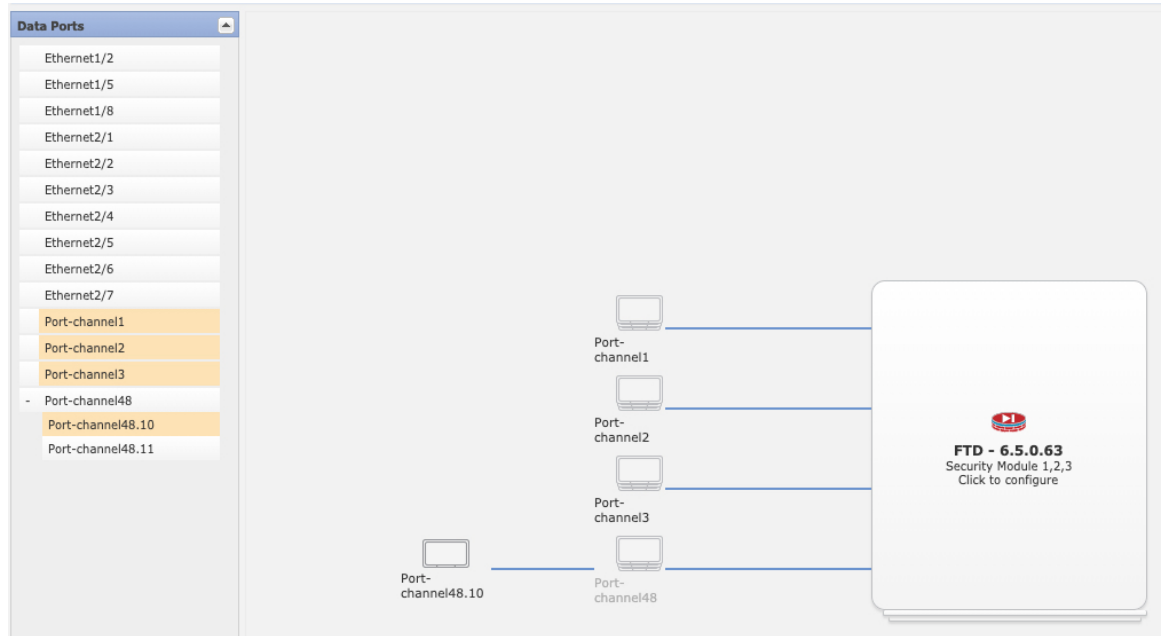 Data Ports
Ethernet1/2
Ethernet1/5
Ethernet1/8
Ethernet2/1
Ethernet2/2
Ethernet2/3
Ethernet2/4
Ethernet2/5
Ethernet2/6
Ethernet2/7
Port-channel1
Port-channel2
Port-channel3
- Port-channel48
Port-channel48.10
Port-channel48.11
Port-
channel1
Port-
channel2
Port-
channel3
Port-
channel48.10
Port-
channel48
FTD - 6.5.0.63
Security Module 1,2,3
Click to configure